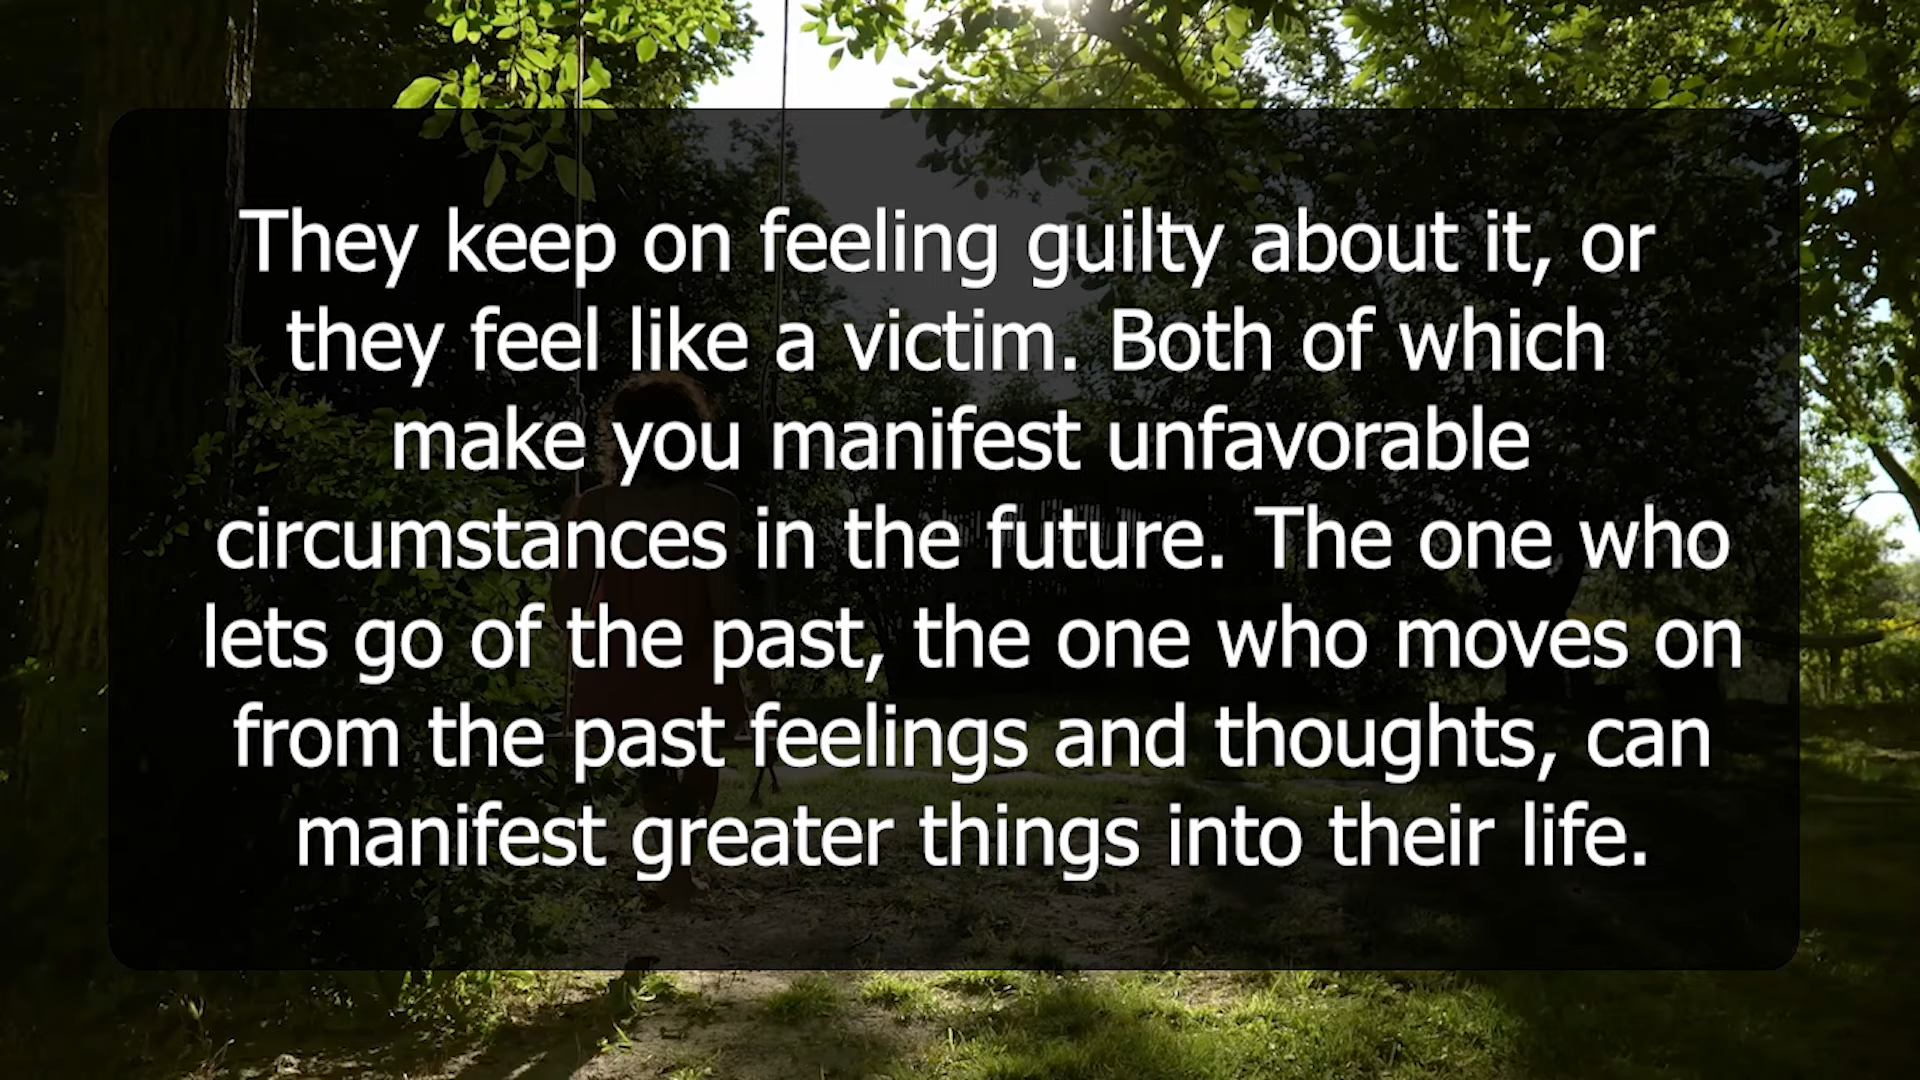 They keep on feeling guilty about it, or
they feel like a victim. Both of which
make you manifest unfavorable
circumstances in the future. The one who
lets go of the past, the one who moves on
from the past feelings and thoughts, can
manifest greater things into their life.